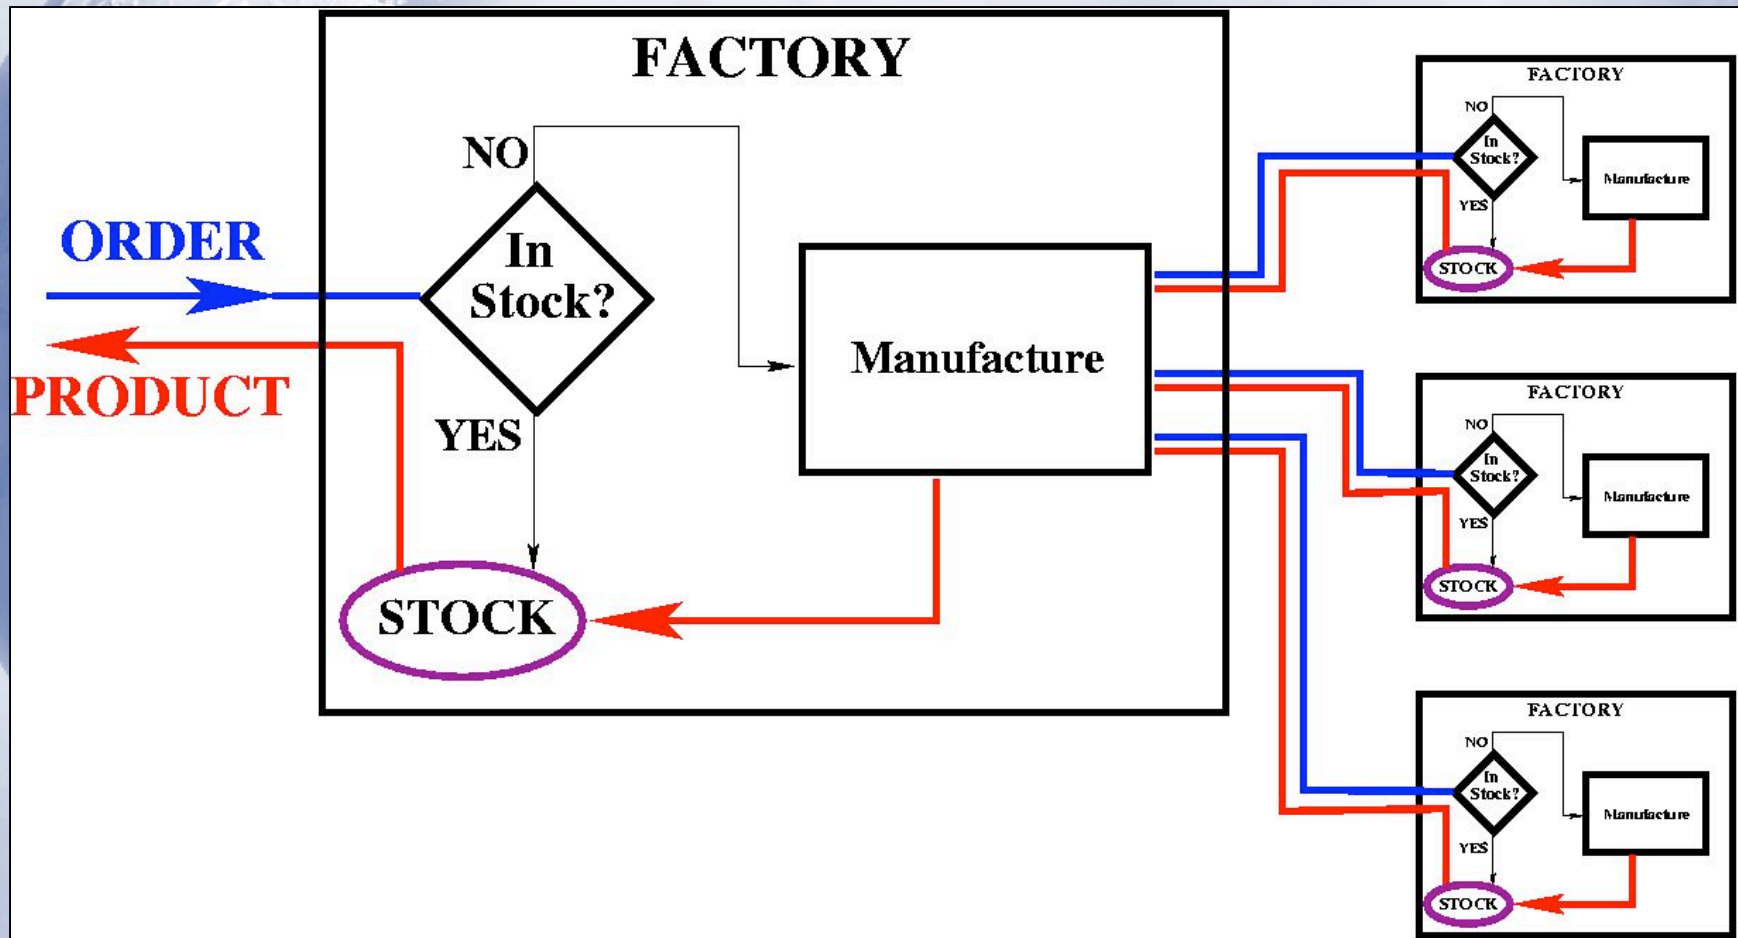 FACTORY
NO
ORDER
In
Stock?
Manufacture
PRODUCT
YES
STOCK
FACTORY
NO
In
Stock?
Manufacture
YES
STOCK
FACTORY
NO
In
Stock?
Manufacture
YES
STOCK
FACTORY
NO
In
Stock?
Manufacture
YES
STOCK